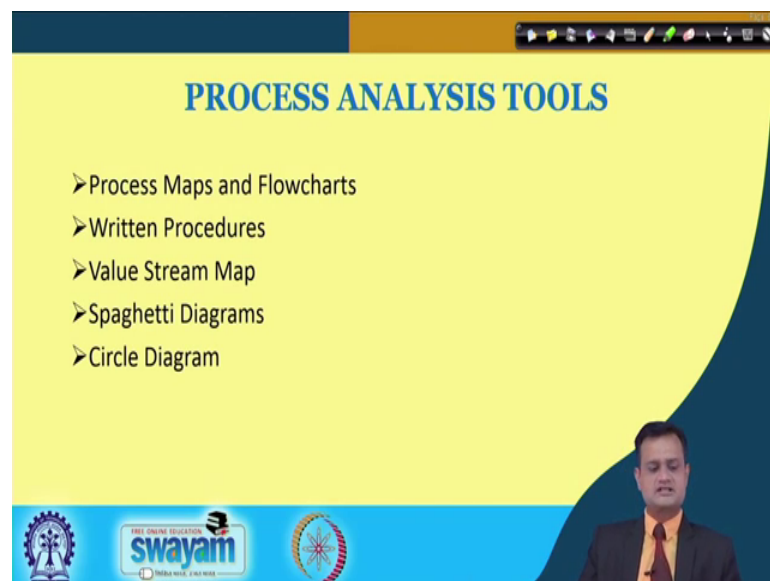 PROCESS ANALYSIS TOOLS
➢Process Maps and Flowcharts
➢Written Procedures
➢Value Stream Map
➢Spaghetti Diagrams
➢Circle Diagram
FREE ONLINE EDUCATION
swayam